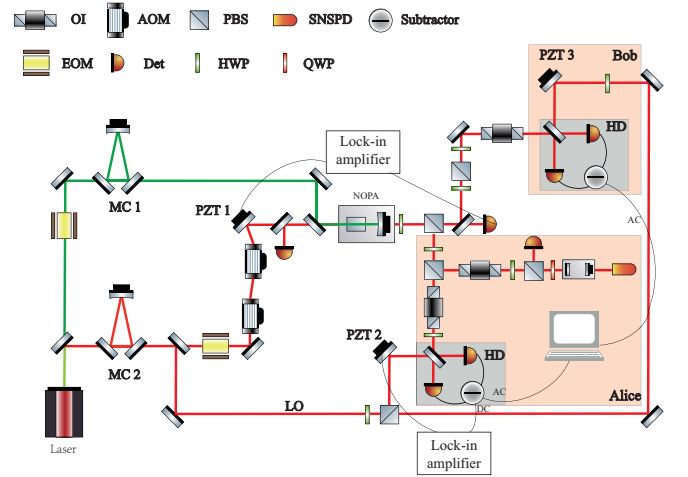 OI
AOM
PBS
SNSPD
Subtractor
EOM
Det
HWP
QWP
PZT 3
Bob
HD
Lock-in
amplifier
MC 1
PZT 1
NOPA
AC
MC 2
PZT 2
HD
AC
DC
Alice
LO
Laser
Lock-in
amplifier